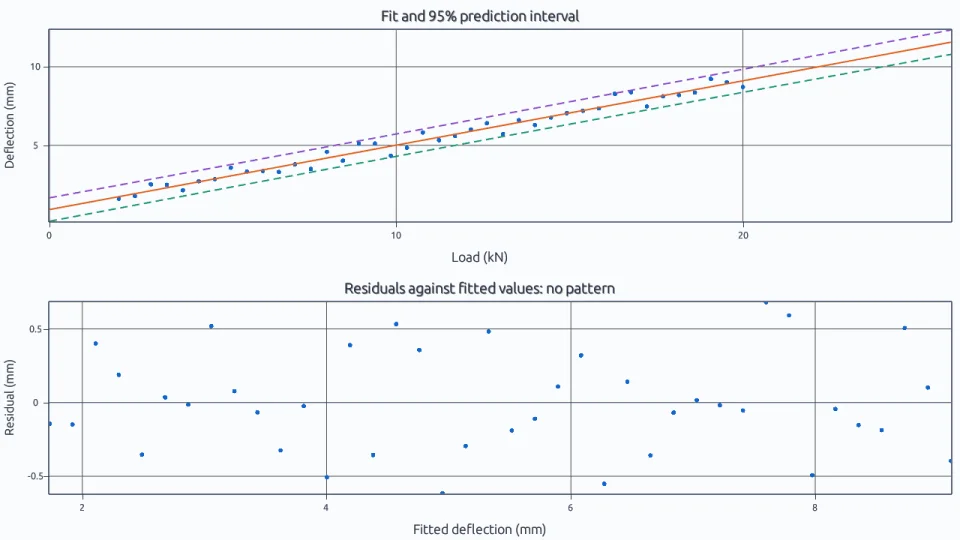 Fit and 95% prediction interval
Deflection (mm)
10
5
0
10
20
Load (kN)
Residuals against fitted values: no pattern
Residual (mm)
0.5
0
-0.5
2
4
6
8
Fitted deflection (mm)